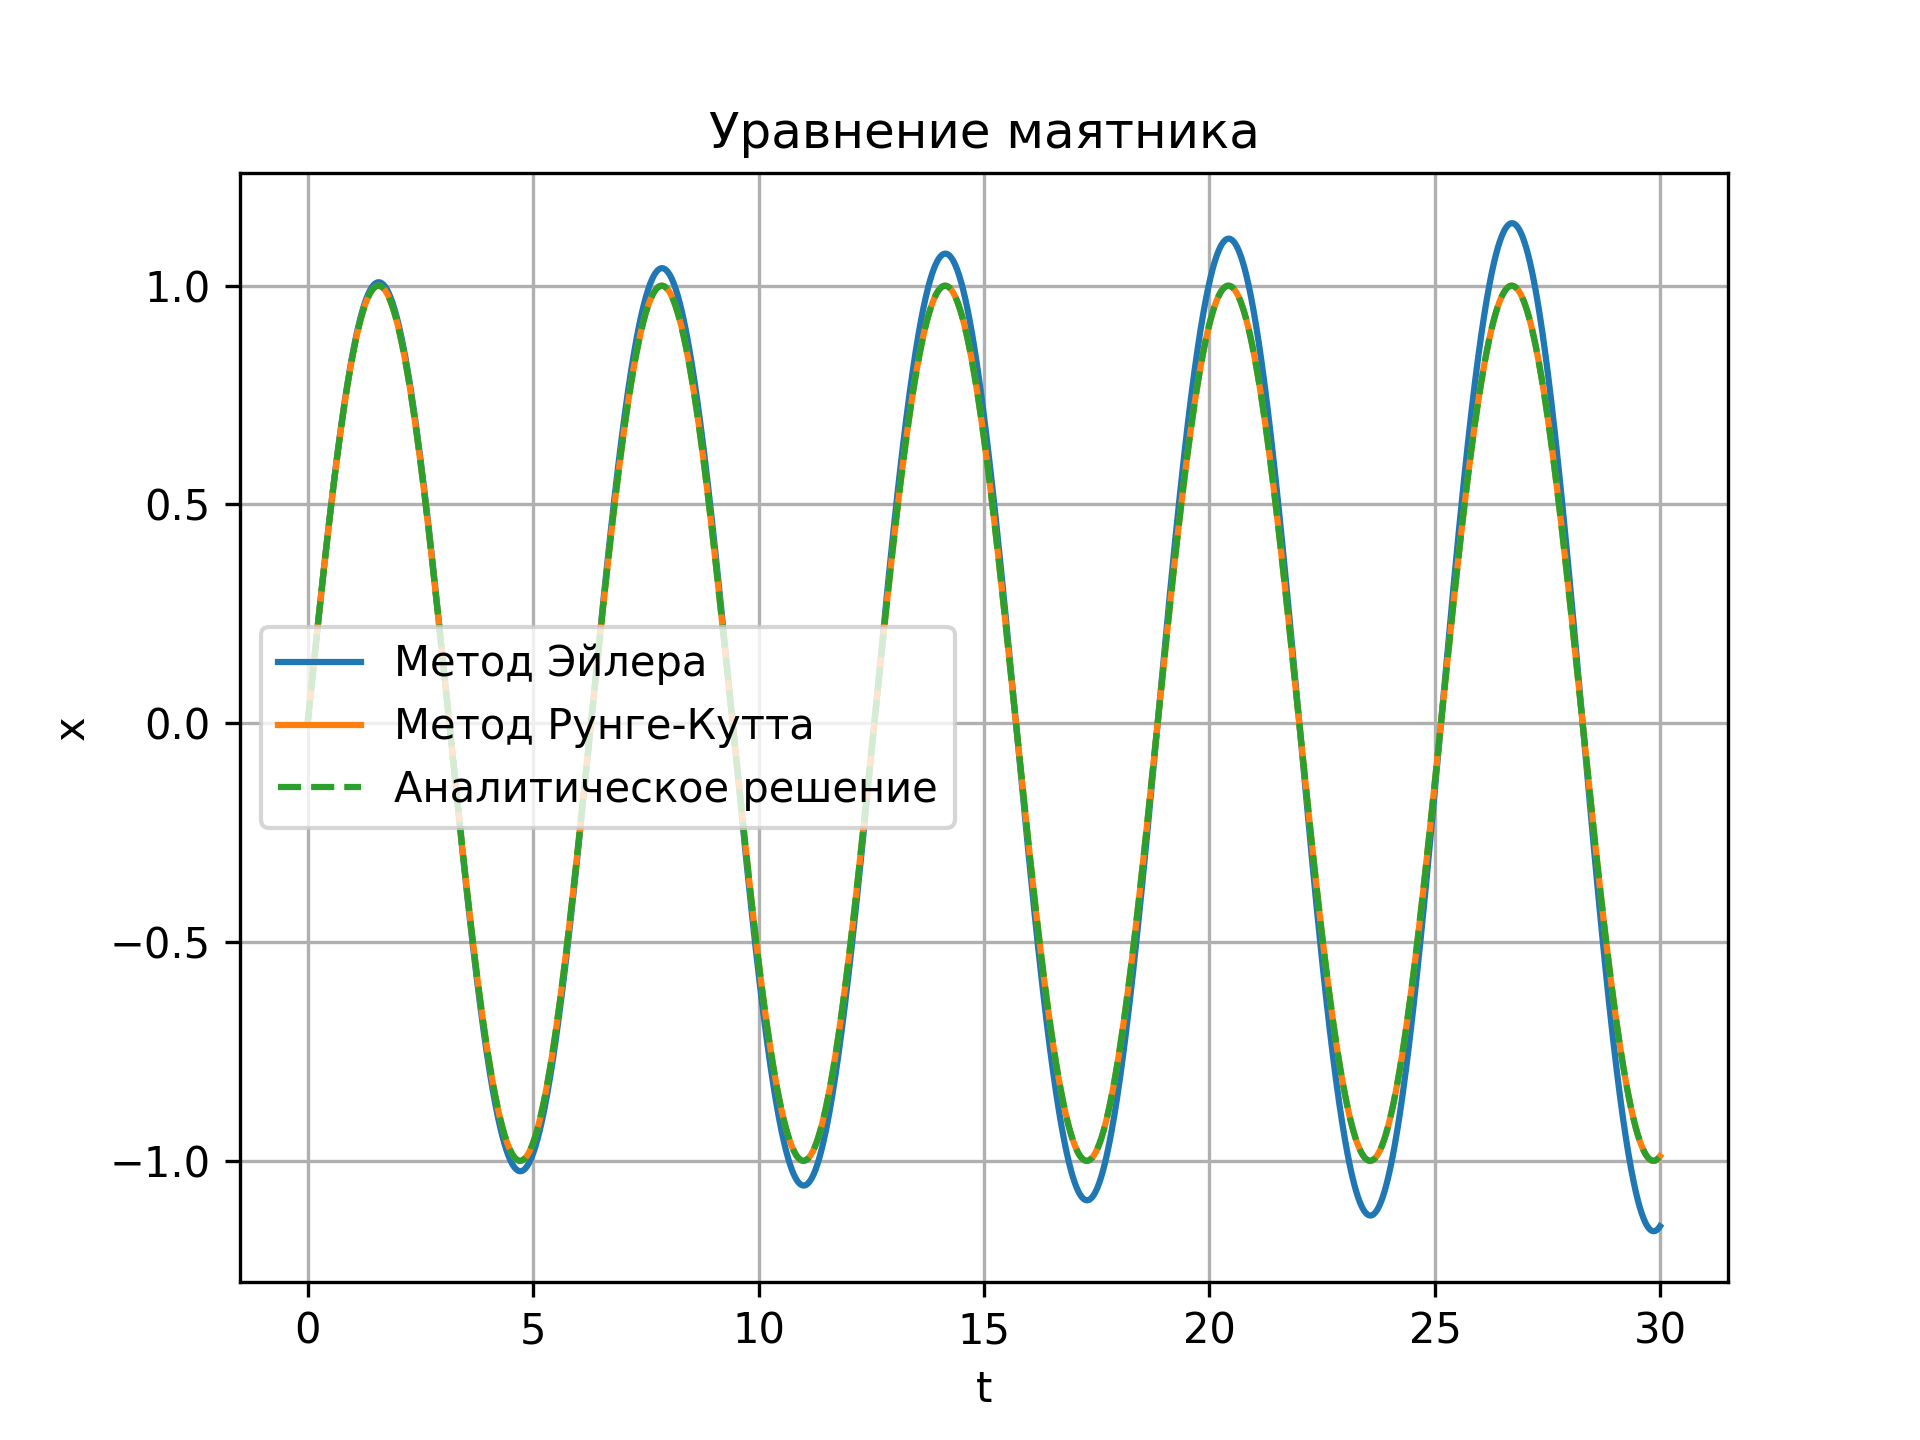 Уравнение маятника
x
1.0
0.5
0.0
−0.5
−1.0
Метод Эйлера
Метод Рунге-Кутта
Аналитическое решение
0 5 10 15 20 25 30
t